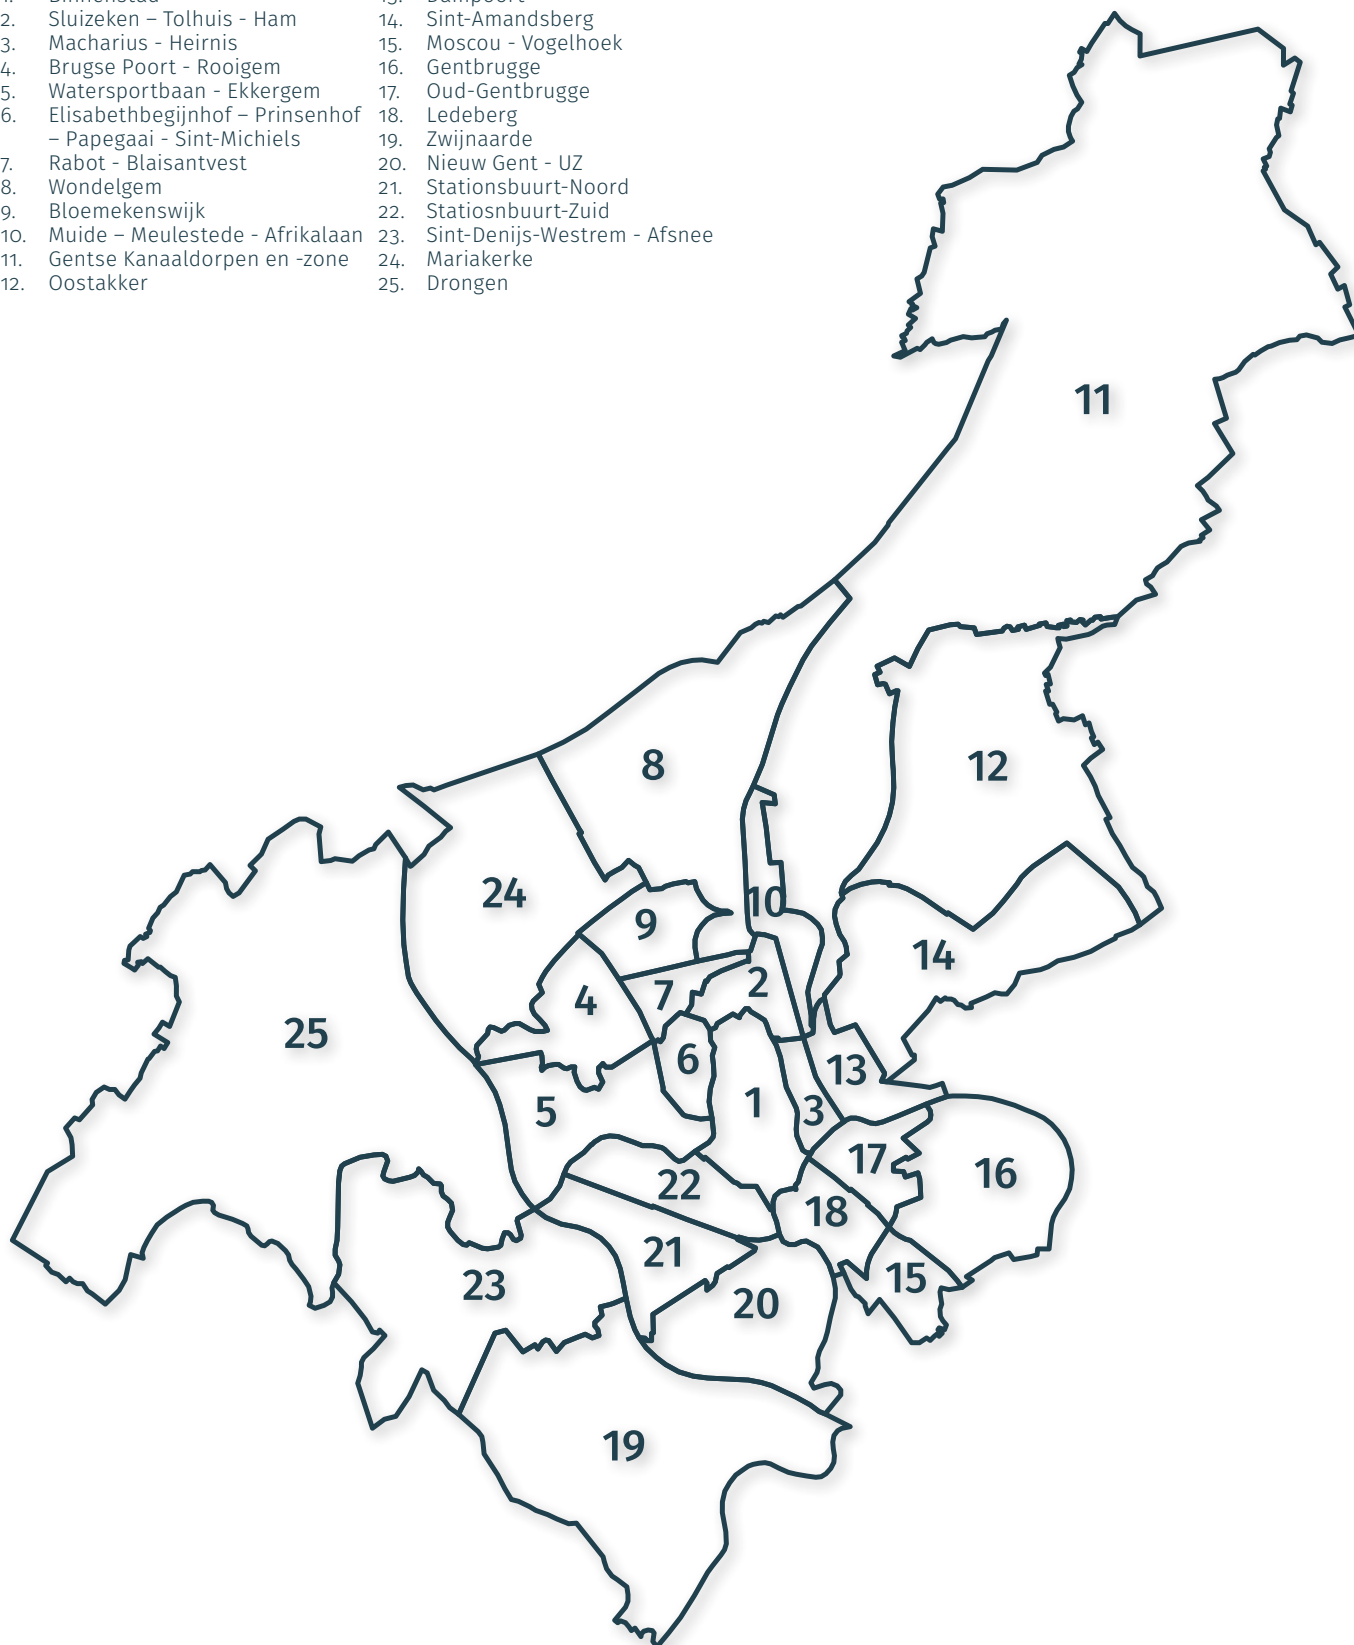 2. Sluizeken – Tolhuis - Ham
3. Macharius - Heirnis
4. Brugse Poort - Rooigem
5. Watersportbaan - Ekkergem
6. Elisabethbegijnhof – Prinsenhof
– Papegaai - Sint-Michiels
7. Rabot - Blaisantvest
8. Wondelgem
9. Bloemekenswijk
10. Muide – Meulestede - Afrikalaan
11. Gentse Kanaaldorpen en -zone
12. Oostakker
14. Sint-Amandsberg
15. Moscou - Vogelhoek
16. Gentbrugge
17. Oud-Gentbrugge
18. Ledeberg
19. Zwijnaarde
20. Nieuw Gent - UZ
21. Stationsbuurt-Noord
22. Statiosnbuurt-Zuid
23. Sint-Denijs-Westrem - Afsnee
24. Mariakerke
25. Drongen
11
8
12
24
10
9
14
2
7
4
25
6
13
1
3
5
17
16
22
18
21
15
23
20
19